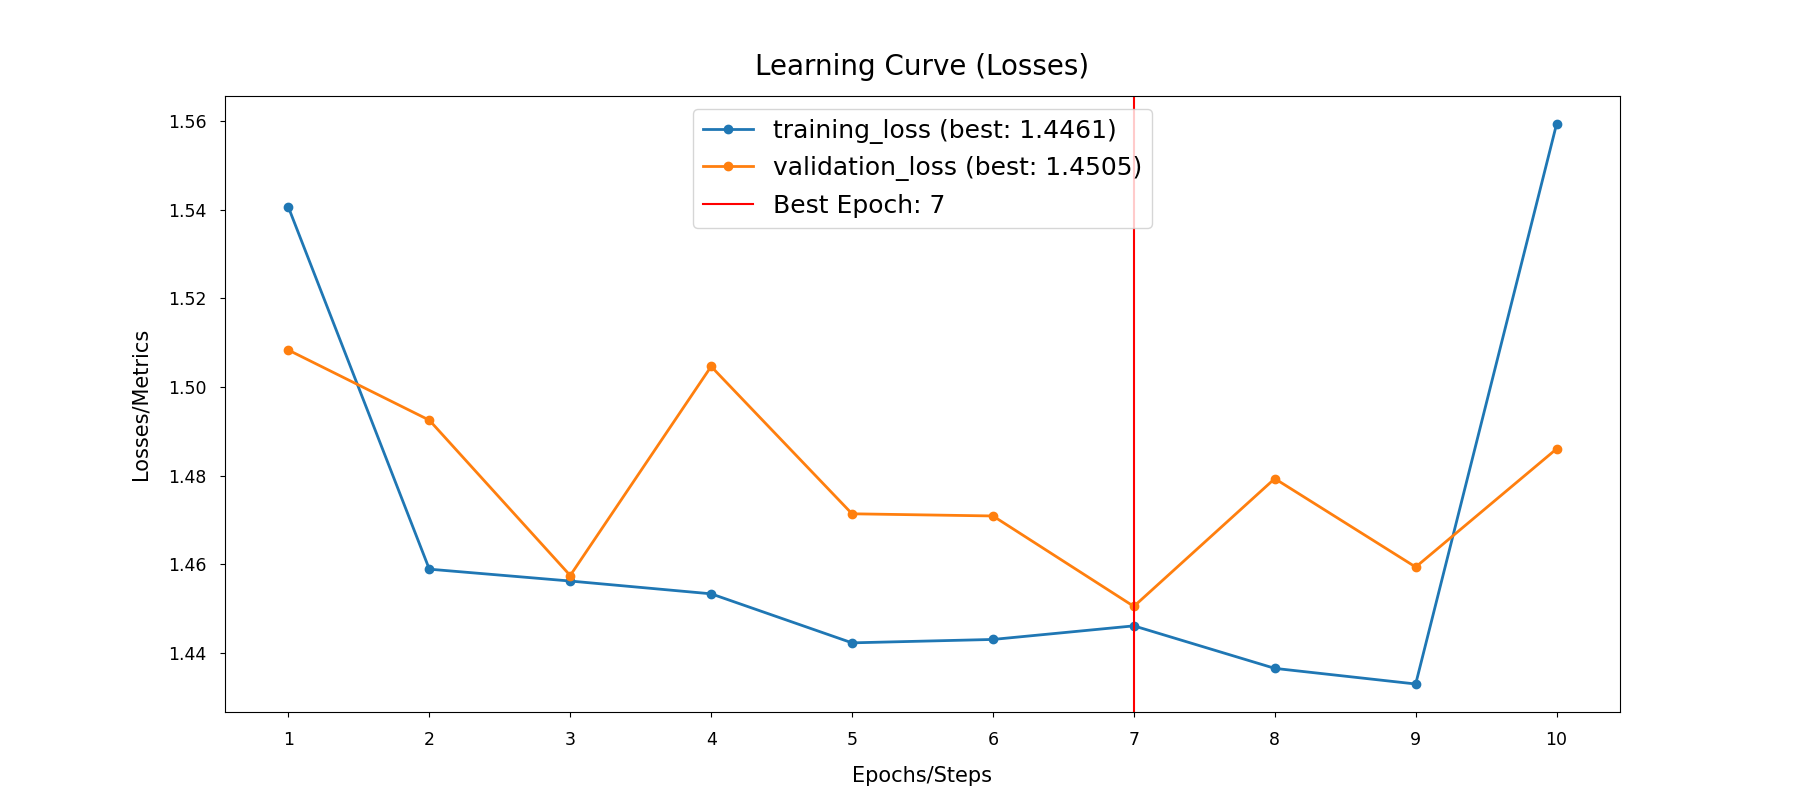 Learning Curve (Losses)
training_loss (best: 1.4461)
validation_loss (best: 1.4505)
Best Epoch: 7
Losses/Metrics
1.56
1.54
1.52
1.50
1.48
1.46
1.44
1 2 3 4 5 6 7 8 9 10
Epochs/Steps